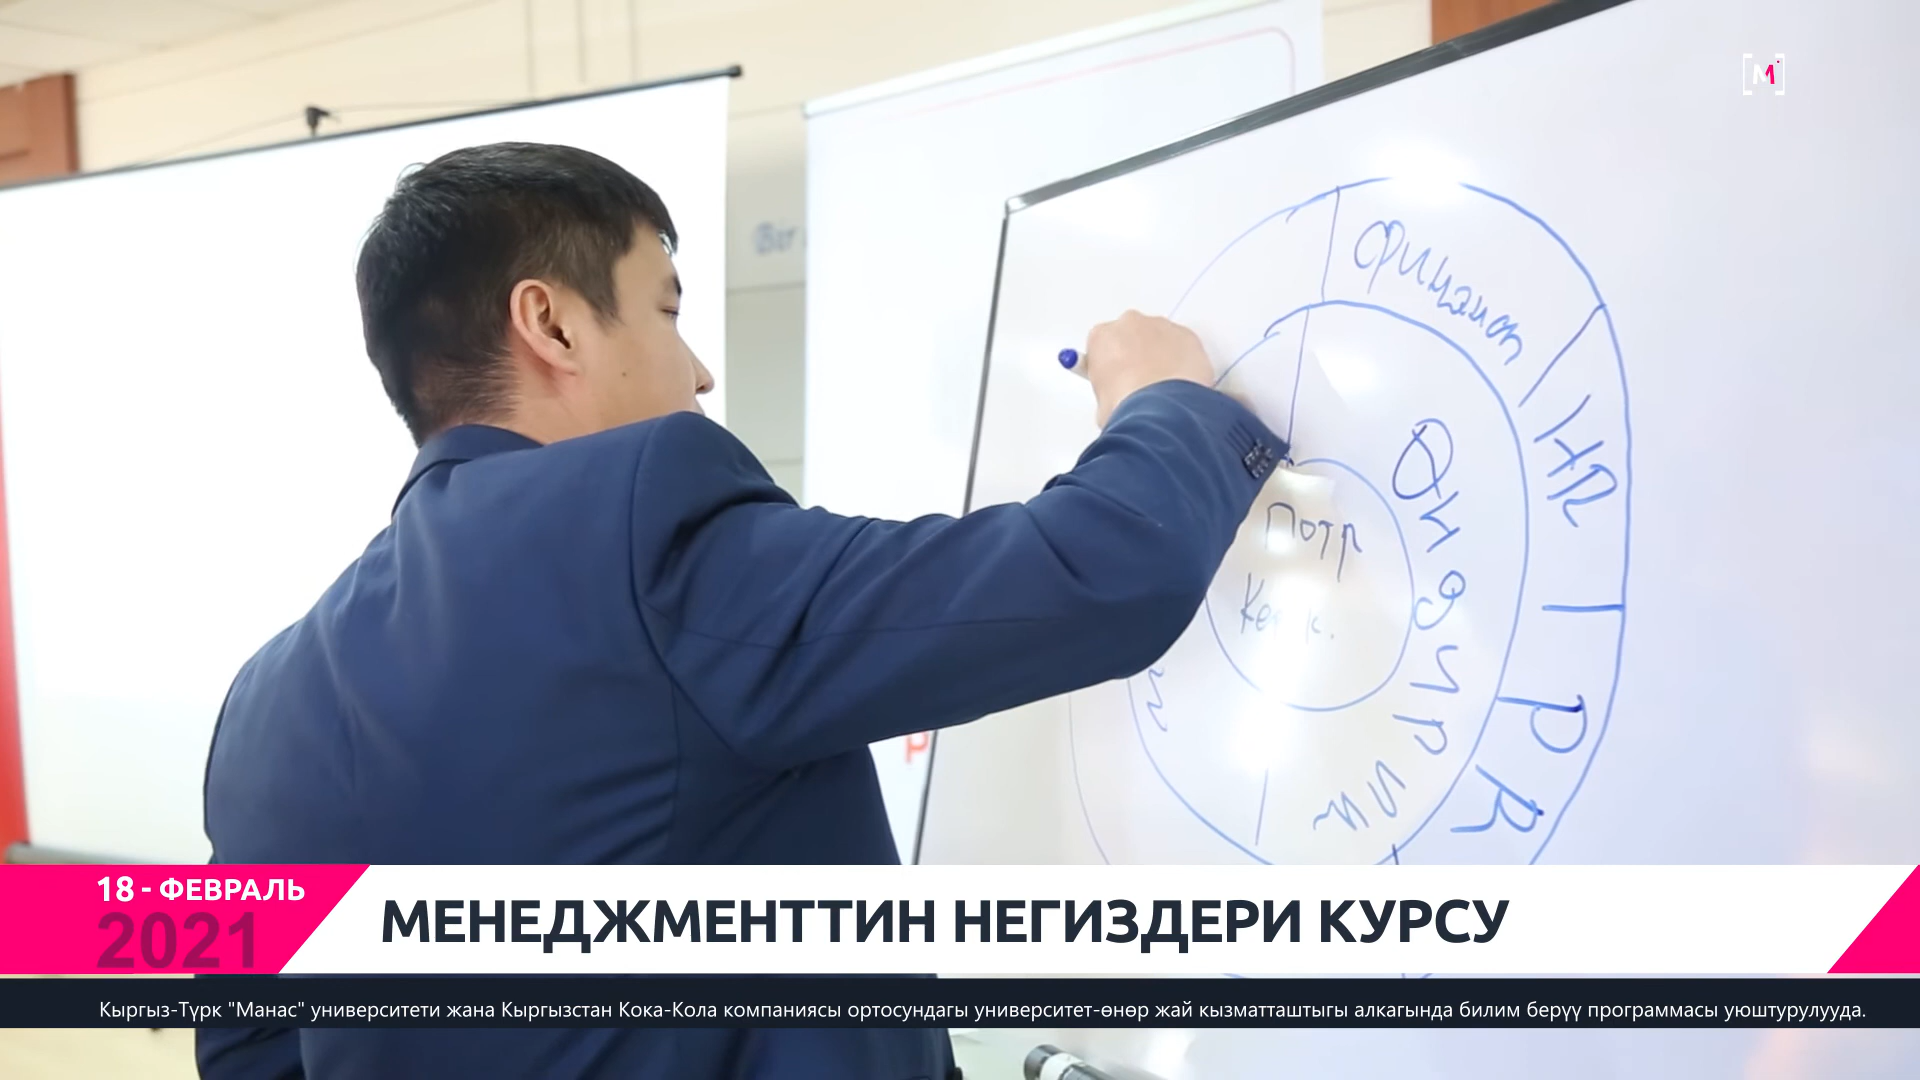 M
Bir
Финансы
HR
PR
Потр
18 - ФЕВРАЛЬ
2021
МЕНЕДЖМЕНТТИН НЕГИЗДЕРИ КУРСУ
Кыргыз-Түрк "Манас" университети жана Кыргызстан Кока-Кола компаниясы ортосундагы университет-өнөр жай кызматташтыгы алкагында билим берүү программасы уюштурулууда.